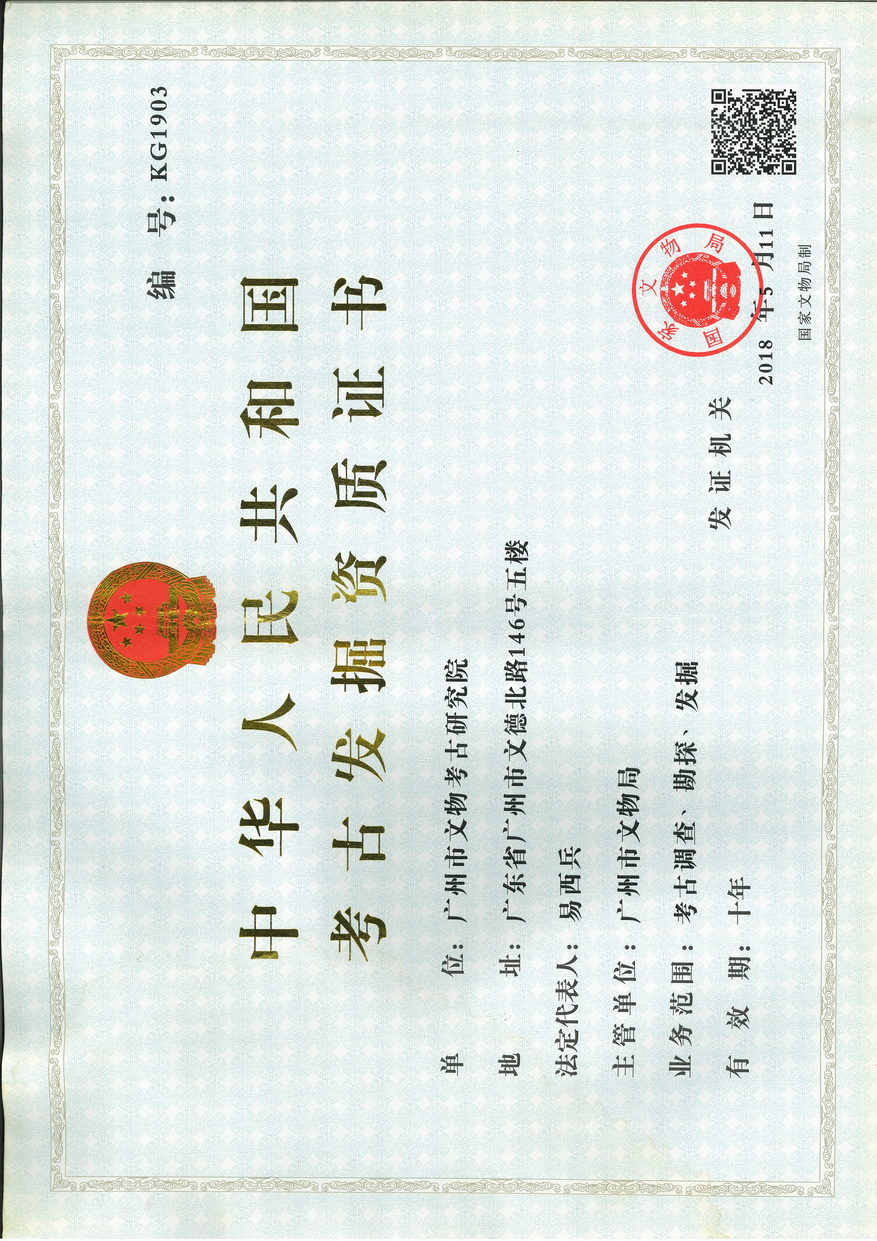 编 号：KG1903
中华人民共和国
考古发掘资质证书
单 位：广州市文物考古研究院
地 址：广东省广州市文德北路146号五楼
法定代表人：易西兵
主管单位：广州市文物局
业务范围：考古调查、勘探、发掘
有 效 期：十年
发证机关
国家文物局
2018 年5 月11日
国家文物局制